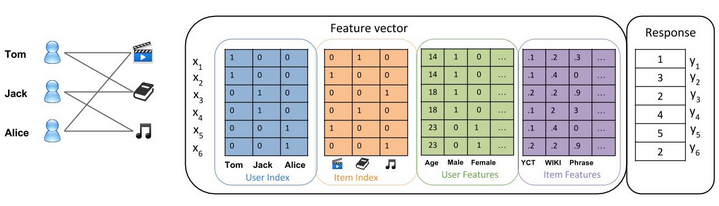 Feature vector
Response
Tom
Jack
Alice
x1 1 0 0 0 1 0 14 1 0 ... .1 .2 .3 ... 1 y1
x2 1 0 0 1 0 0 14 1 0 ... .1 .4 0 ... 3 y2
x3 0 1 0 0 0 1 18 1 0 ... .2 .2 .9 ... 2 y3
x4 0 1 0 0 1 0 18 1 0 ... .1 2 3 ... 4 y4
x5 0 0 1 1 0 0 23 0 1 ... .1 .4 0 ... 5 y5
x6 0 0 1 0 0 1 23 0 1 ... .2 .2 .9 ... 2 y6
Tom Jack Alice Age Male Female YCT WIKI Phrase
User Index Item Index User Features Item Features